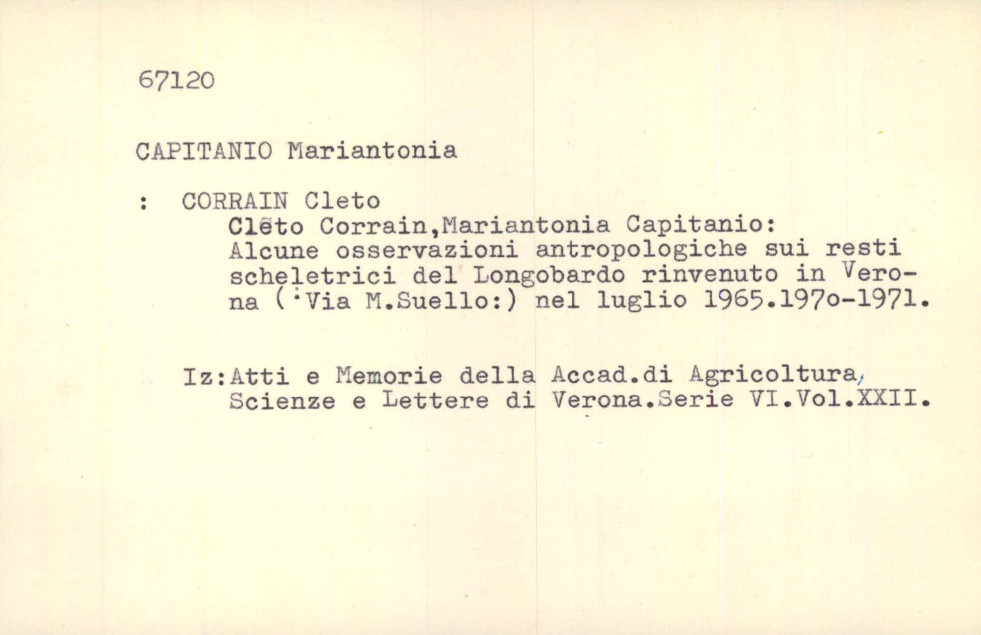 67120
CAPITANIO Mariantonia
: CORRAIN Cleto
Cleto Corrain,Mariantonia Capitanio:
Alcune osservazioni antropologiche sui resti
scheletrici del Longobardo rinvenuto in Vero-
na (:Via M.Suello:) nel luglio 1965.197o-1971.
Iz:Atti e Memorie della Accad.di Agricoltura,
Scienze e Lettere di Verona.Serie VI.Vol.XXII.